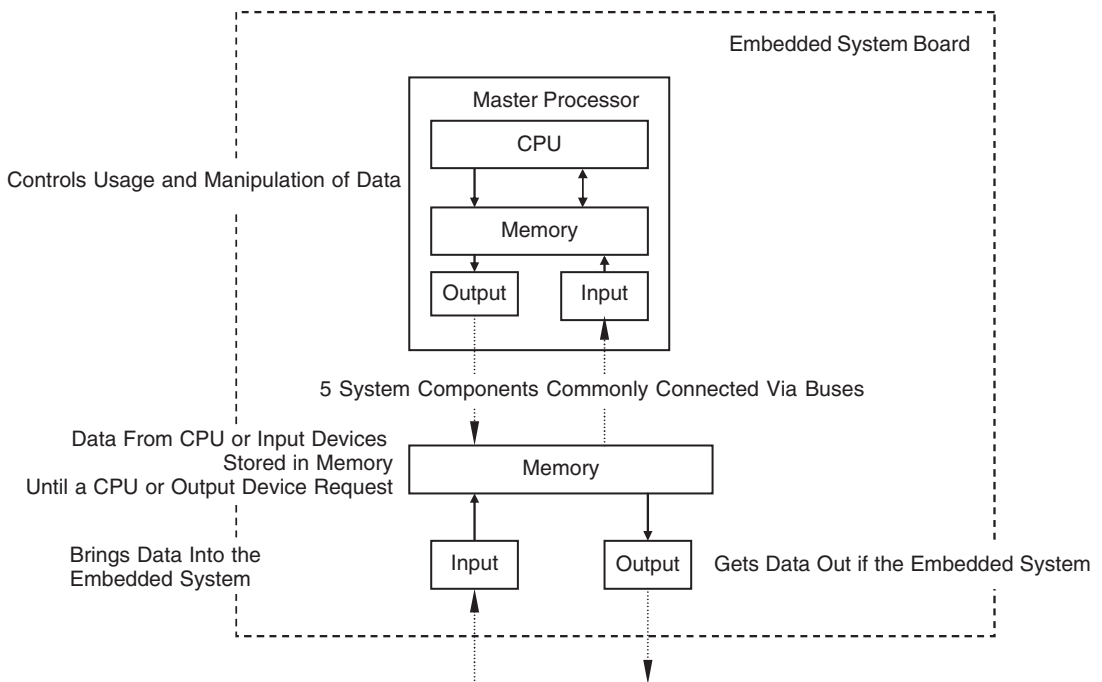 Embedded System Board
Master Processor
CPU
Controls Usage and Manipulation of Data
Memory
Output
Input
5 System Components Commonly Connected Via Buses
Data From CPU or Input Devices
Stored in Memory
Until a CPU or Output Device Request
Memory
Brings Data Into the
Embedded System
Input
Output
Gets Data Out if the Embedded System